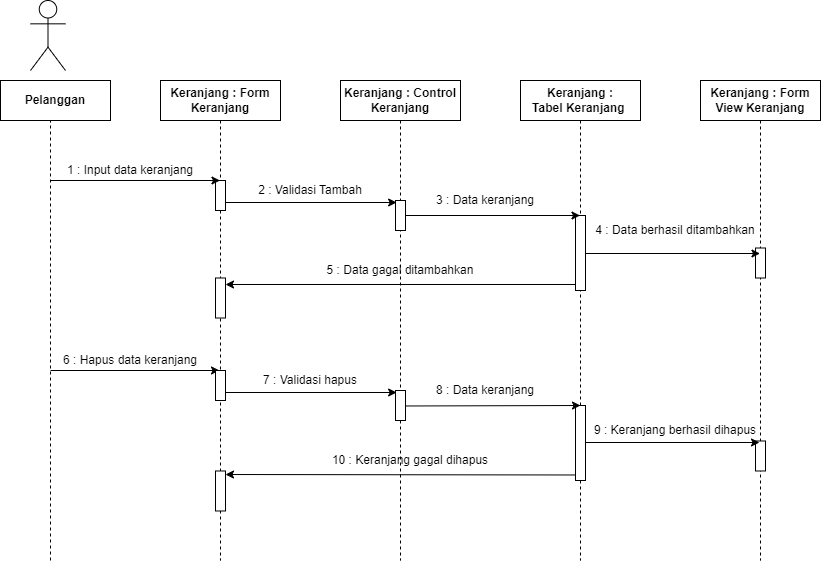 Pelanggan
Keranjang : Form
Keranjang
Keranjang : Control
Keranjang
Keranjang :
Tabel Keranjang
Keranjang : Form
View Keranjang
1 : Input data keranjang
2 : Validasi Tambah
3 : Data keranjang
4 : Data berhasil ditambahkan
5 : Data gagal ditambahkan
6 : Hapus data keranjang
7 : Validasi hapus
8 : Data keranjang
9 : Keranjang berhasil dihapus
10 : Keranjang gagal dihapus